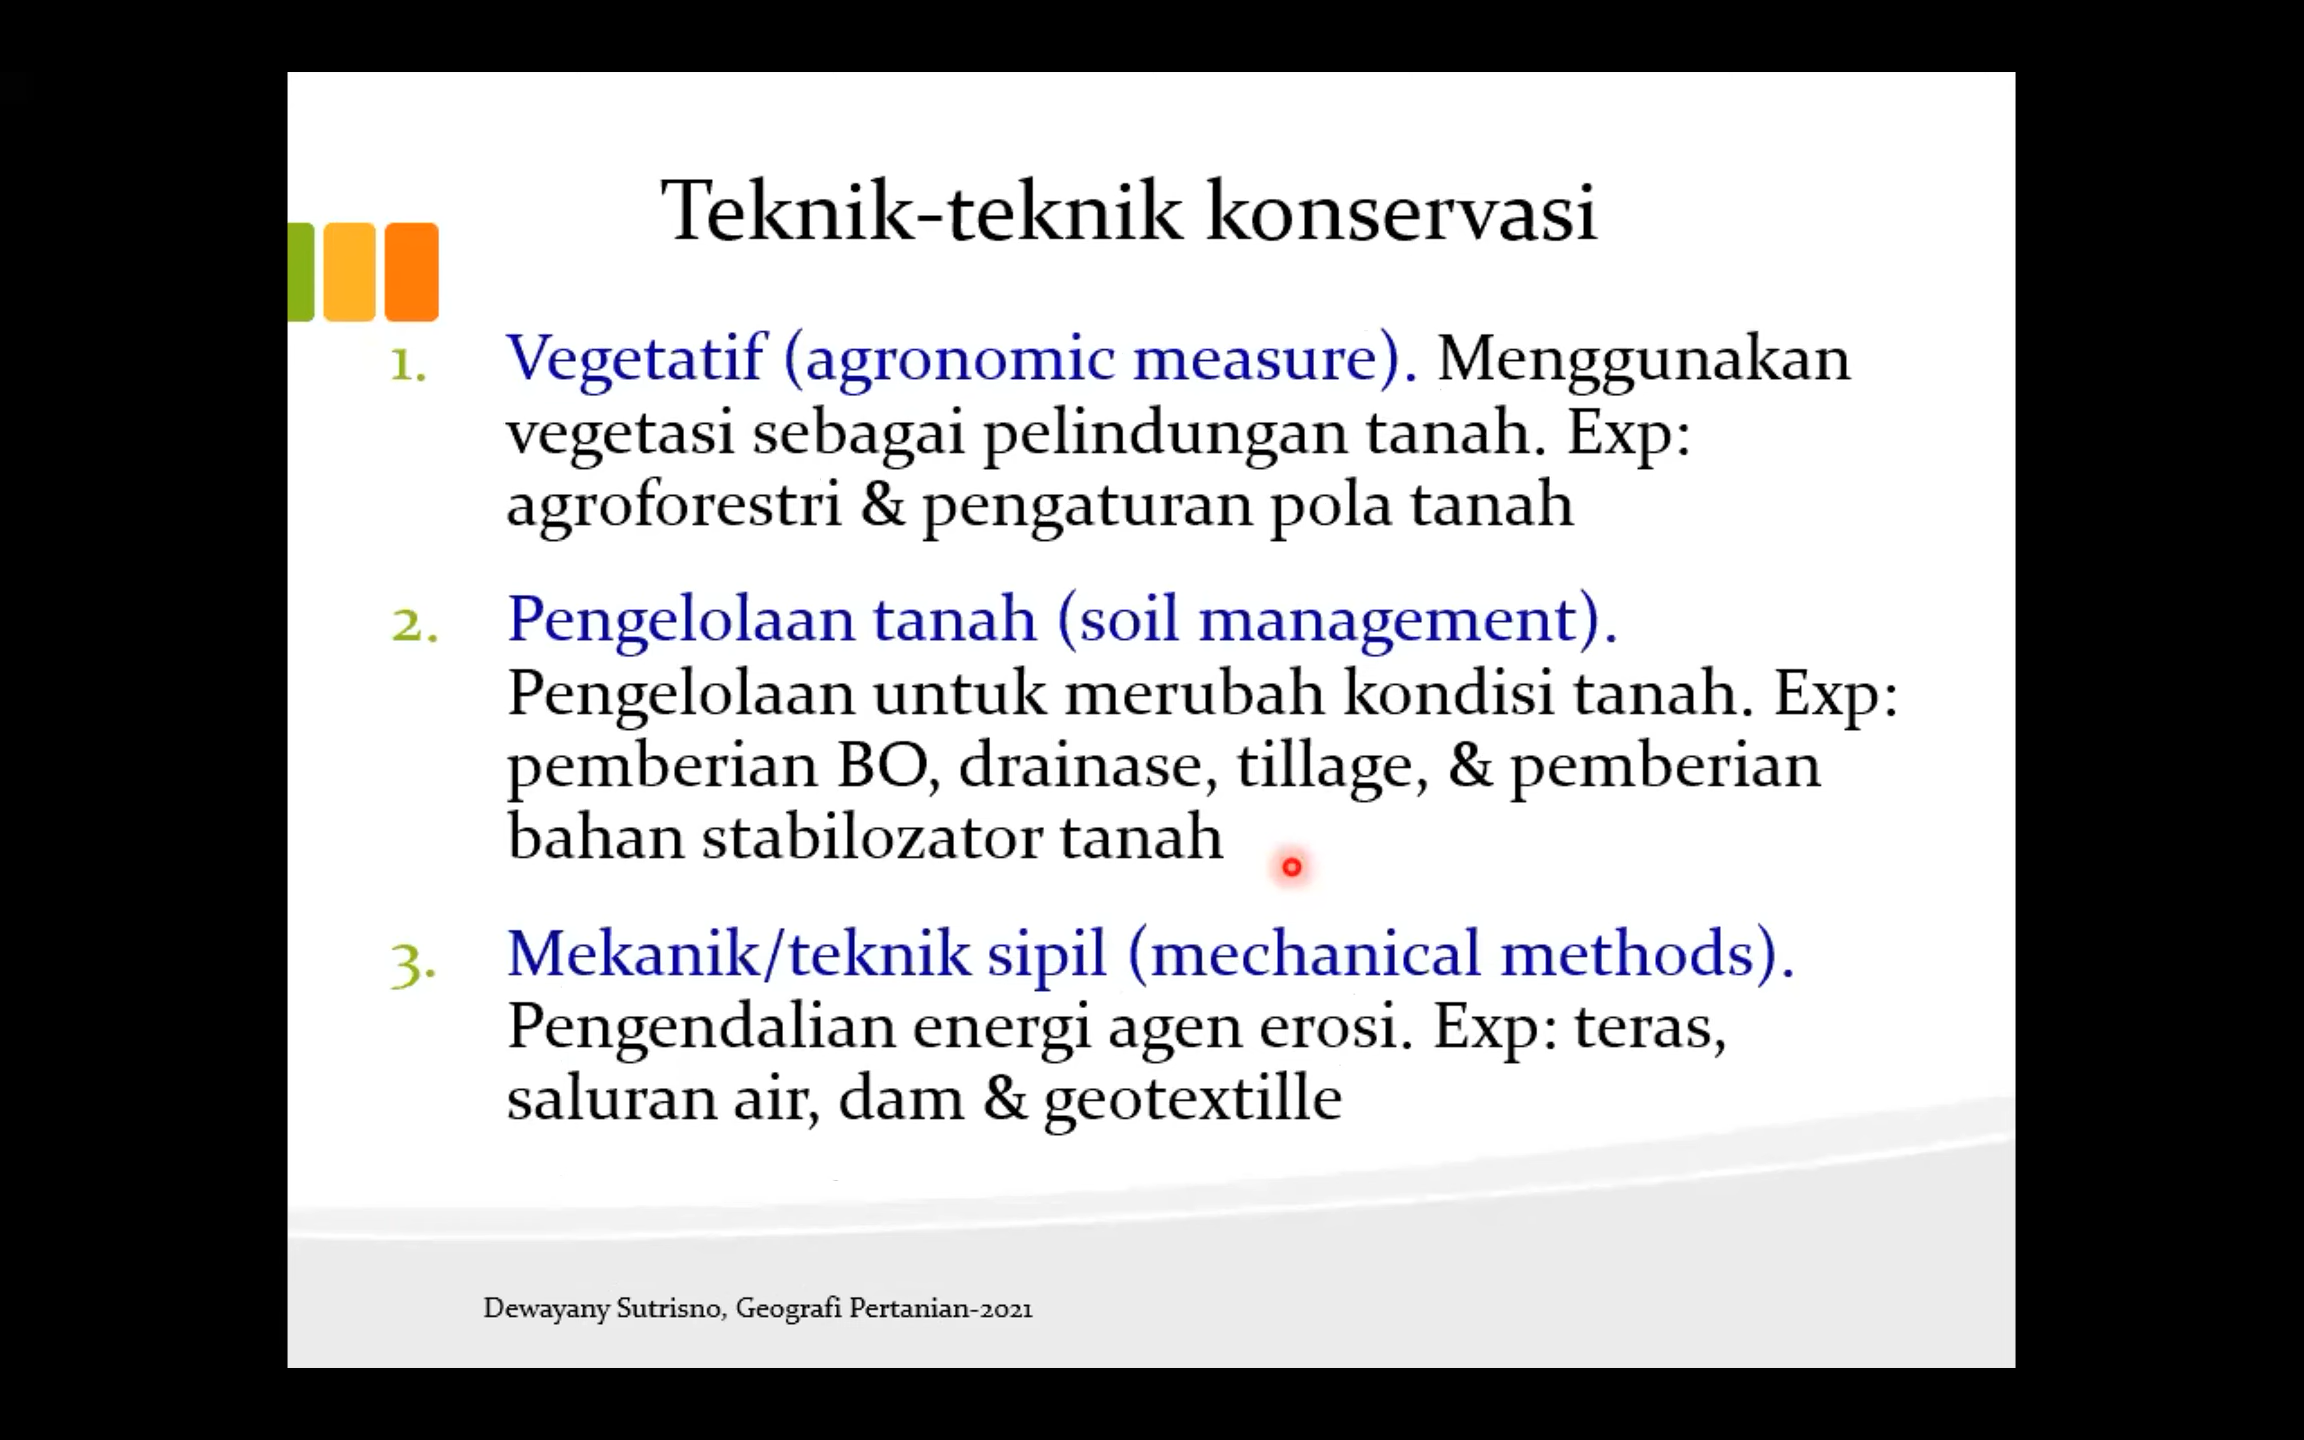 Teknik-teknik konservasi
1. Vegetatif (agronomic measure). Menggunakan
vegetasi sebagai pelindungan tanah. Exp:
agroforestri & pengaturan pola tanah
2. Pengelolaan tanah (soil management).
Pengelolaan untuk merubah kondisi tanah. Exp:
pemberian BO, drainase, tillage, & pemberian
bahan stabilozator tanah
3. Mekanik/teknik sipil (mechanical methods).
Pengendalian energi agen erosi. Exp: teras,
saluran air, dam & geotextille
Dewayany Sutrisno, Geografi Pertanian-2021